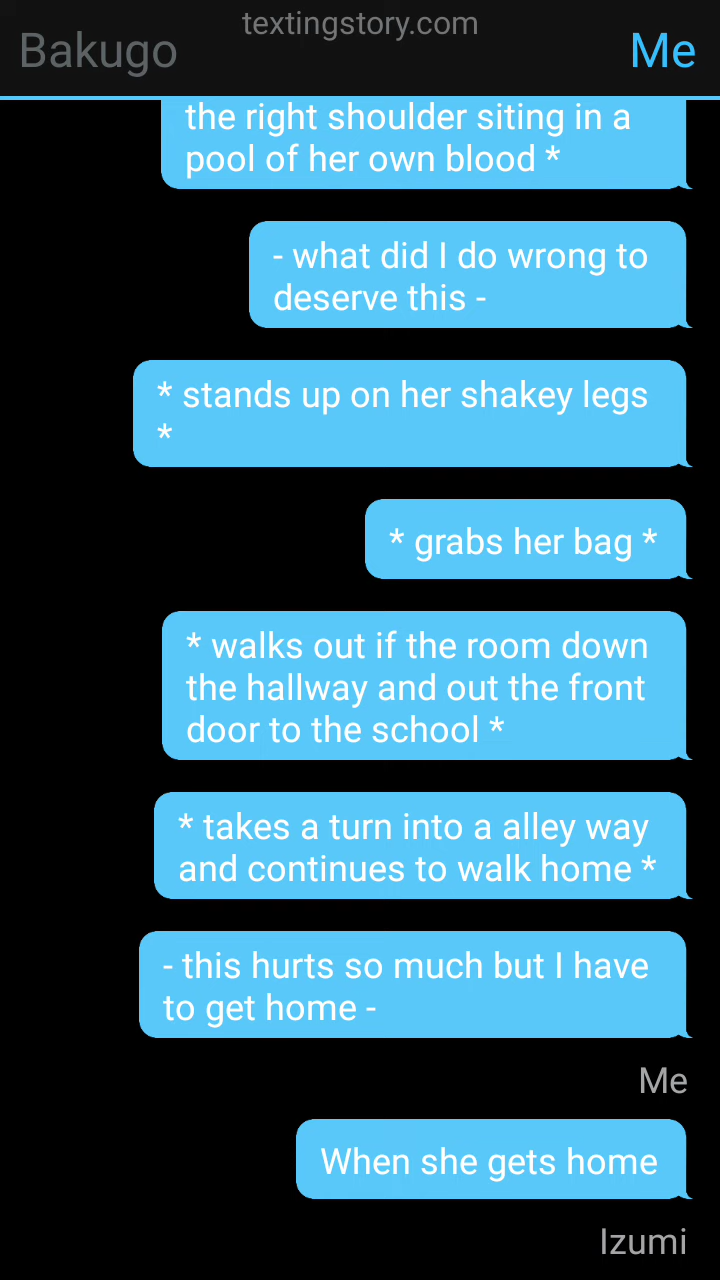 textingstory.com
Bakugo
Me
the right shoulder siting in a
pool of her own blood *
- what did I do wrong to
deserve this -
* stands up on her shakey legs
*
* grabs her bag *
* walks out if the room down
the hallway and out the front
door to the school *
* takes a turn into a alley way
and continues to walk home *
- this hurts so much but I have
to get home -
Me
When she gets home
Izumi